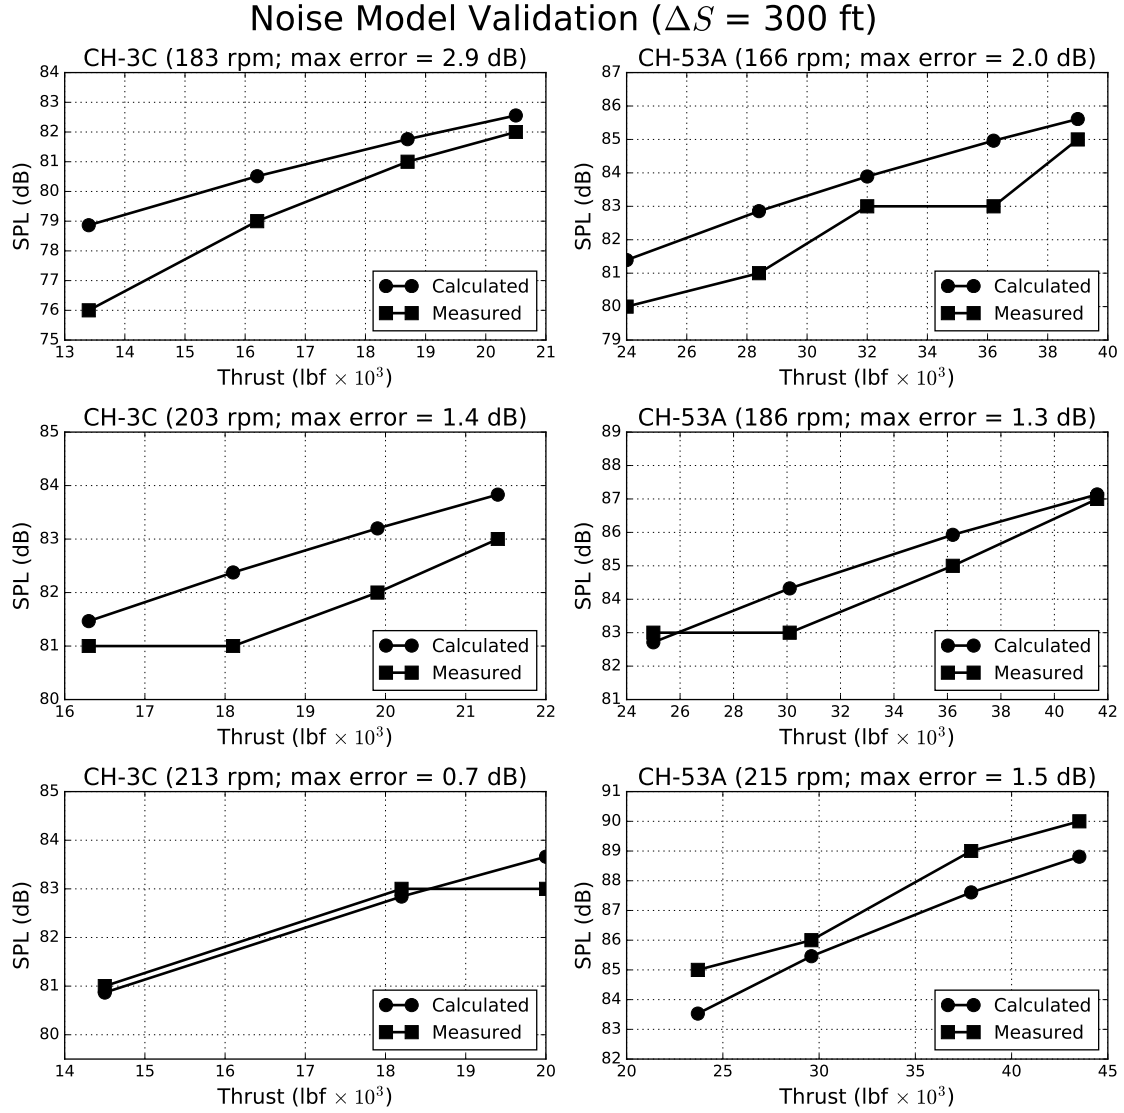 Noise Model Validation (ΔS = 300 ft)
CH-3C (183 rpm; max error = 2.9 dB)
84
83
82
81
80
79
78
77
76
75
SPL (dB)
Calculated
Measured
13 14 15 16 17 18 19 20 21
Thrust (lbf × 10³)
CH-53A (166 rpm; max error = 2.0 dB)
87
86
85
84
83
82
81
80
79
SPL (dB)
Calculated
Measured
24 26 28 30 32 34 36 38 40
Thrust (lbf × 10³)
CH-3C (203 rpm; max error = 1.4 dB)
85
84
83
82
81
80
SPL (dB)
Calculated
Measured
16 17 18 19 20 21 22
Thrust (lbf × 10³)
CH-53A (186 rpm; max error = 1.3 dB)
89
88
87
86
85
84
83
82
81
SPL (dB)
Calculated
Measured
24 26 28 30 32 34 36 38 40 42
Thrust (lbf × 10³)
CH-3C (213 rpm; max error = 0.7 dB)
85
84
83
82
81
80
SPL (dB)
Calculated
Measured
14 15 16 17 18 19 20
Thrust (lbf × 10³)
CH-53A (215 rpm; max error = 1.5 dB)
91
90
89
88
87
86
85
84
83
82
SPL (dB)
Calculated
Measured
20 25 30 35 40 45
Thrust (lbf × 10³)